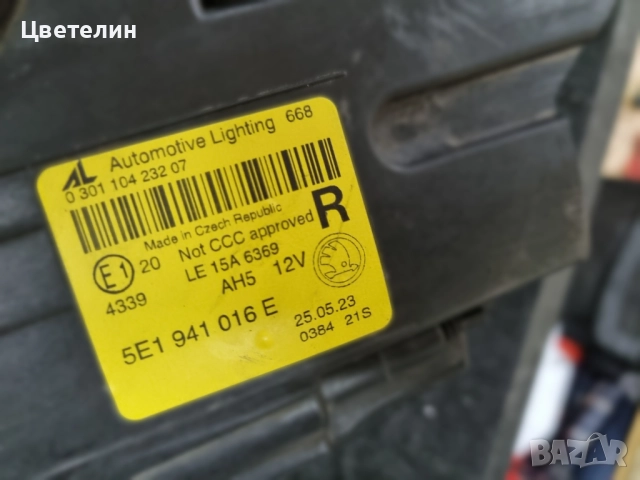 Цветелин
AL Automotive Lighting 668
0 301 104 232 07
Made in Czech Republic
Not CCC approved R
E1 20 LE 15A 6369
4339 AH5 12V
5E1 941 016 E 25.05.23
0384 21S
BAZAR